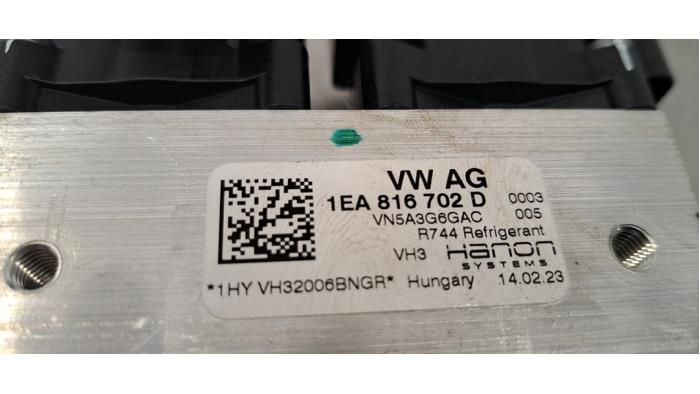 VW AG
1EA 816 702 D 0003
VN5A3G6GAC 005
R744 Refrigerant
VH3 Hanon
SYSTEMS
*1HY VH32006BNGR* Hungary 14.02.23